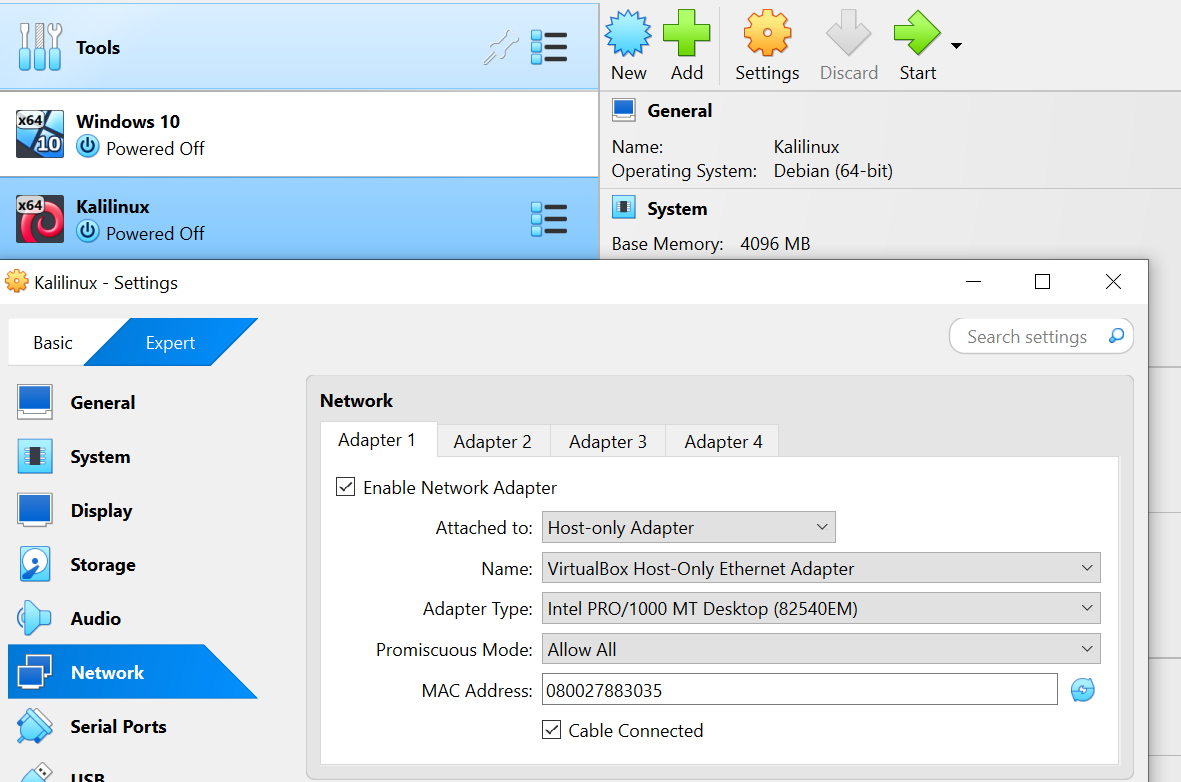 Tools
New Add Settings Discard Start
x64 10 Windows 10
Powered Off
x64 Kalilinux
Powered Off
General
Name: Kalilinux
Operating System: Debian (64-bit)
System
Base Memory: 4096 MB
Kalilinux - Settings
Basic Expert
Search settings
General
System
Display
Storage
Audio
Network
Serial Ports
USB
Network
Adapter 1 Adapter 2 Adapter 3 Adapter 4
Enable Network Adapter
Attached to: Host-only Adapter
Name: VirtualBox Host-Only Ethernet Adapter
Adapter Type: Intel PRO/1000 MT Desktop (82540EM)
Promiscuous Mode: Allow All
MAC Address: 080027883035
Cable Connected